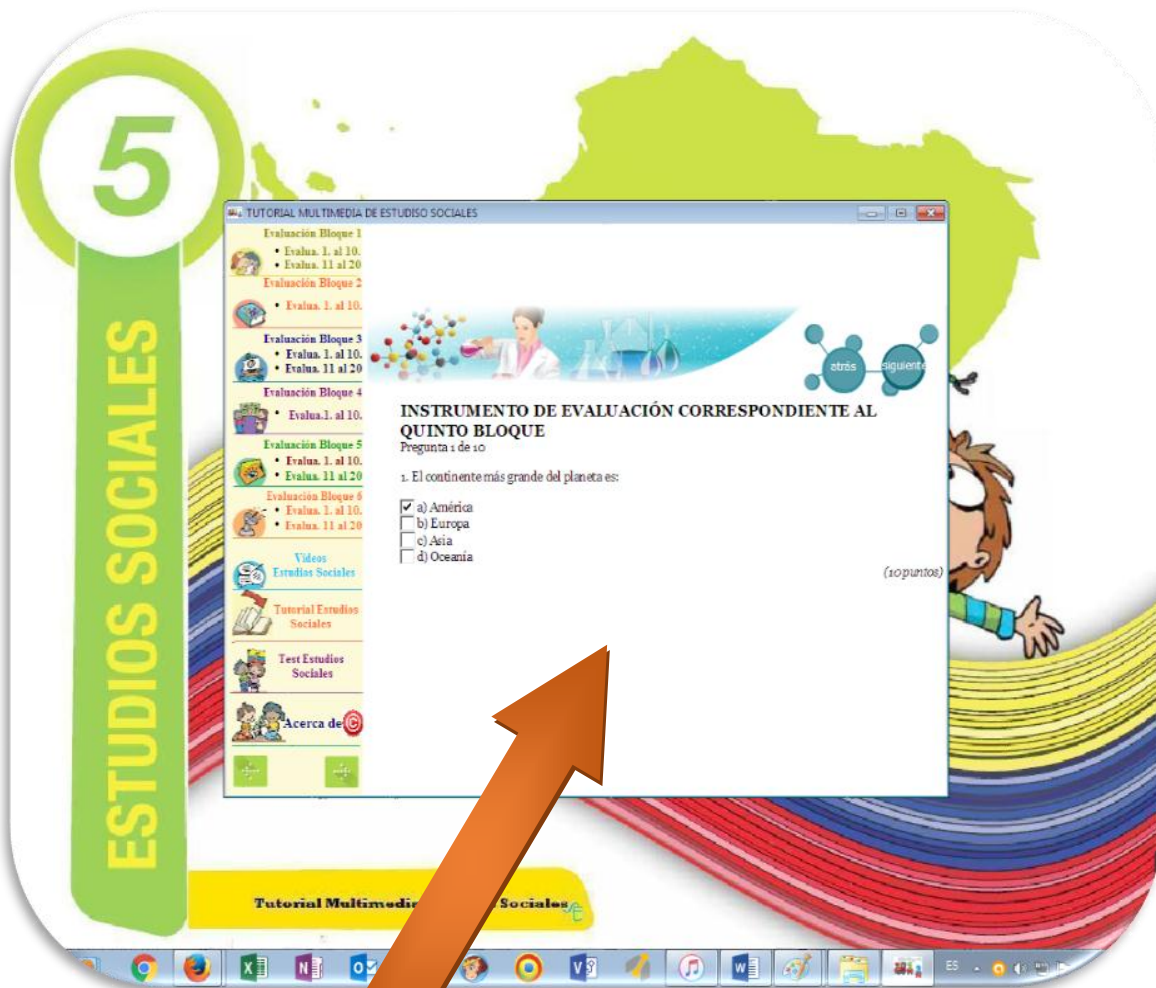 5
ESTUDIOS SOCIALES
TUTORIAL MULTIMEDIA DE ESTUDISO SOCIALES
Evaluación Bloque 1
• Evalua. 1. al 10.
• Evalua. 11 al 20
Evaluación Bloque 2
• Evalua. 1. al 10.
Evaluación Bloque 3
• Evalua. 1. al 10.
• Evalua. 11 al 20
Evaluación Bloque 4
• Evalua.1. al 10.
Evaluación Bloque 5
• Evalua. 1. al 10.
• Evalua. 11 al 20
Evaluación Bloque 6
• Evalua. 1. al 10.
• Evalua. 11 al 20
Videos
Estudios Sociales
Tutorial Estudios
Sociales
Test Estudios
Sociales
Acerca de ©
atrás
siguiente
INSTRUMENTO DE EVALUACIÓN CORRESPONDIENTE AL
QUINTO BLOQUE
Pregunta 1 de 10
1. El continente más grande del planeta es:
a) América
b) Europa
c) Asia
d) Oceanía
(10puntos)
Tutorial Multimedia Sociales
ES